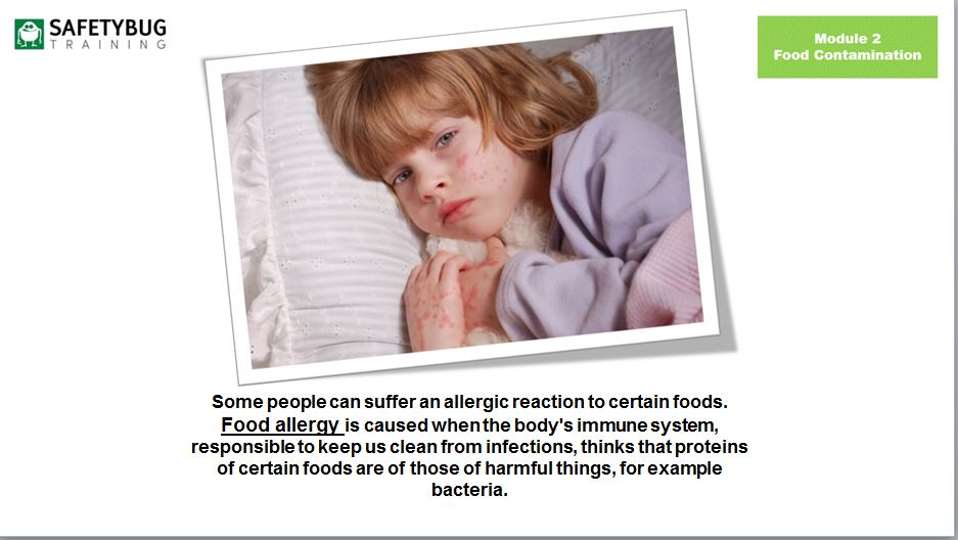 SAFETYBUG
TRAINING
Module 2
Food Contamination
Some people can suffer an allergic reaction to certain foods.
Food allergy is caused when the body's immune system,
responsible to keep us clean from infections, thinks that proteins
of certain foods are of those of harmful things, for example
bacteria.